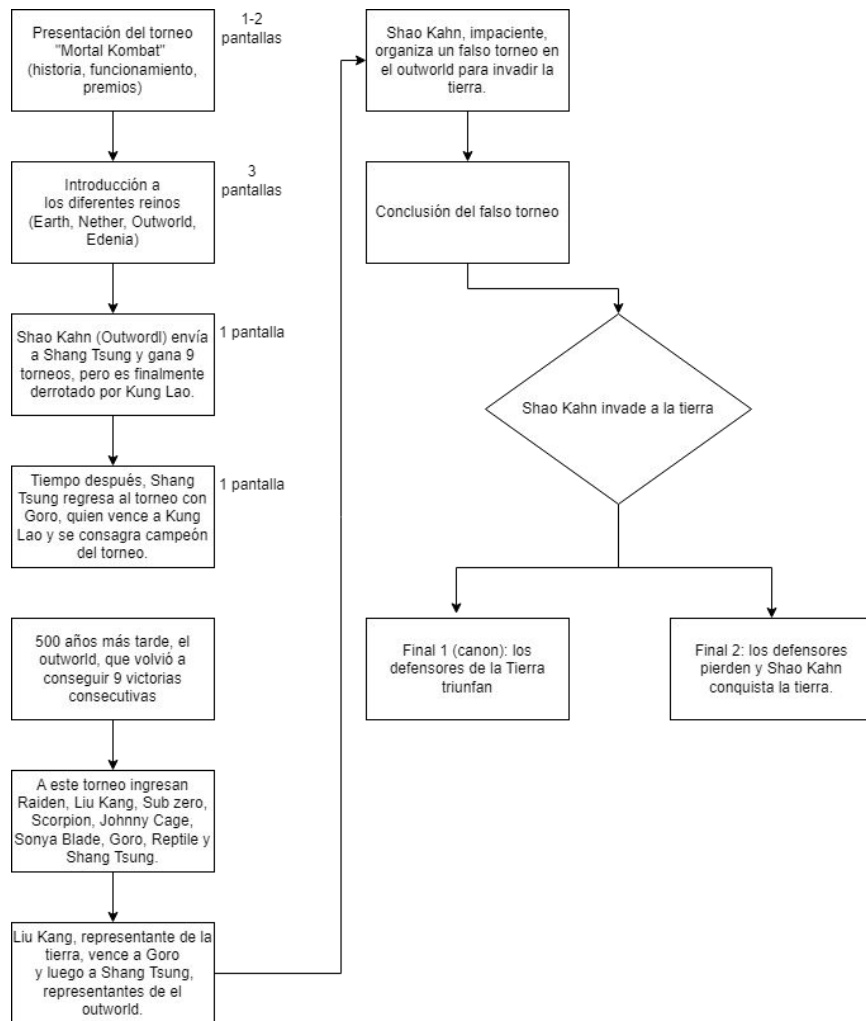 Presentación del torneo
"Mortal Kombat"
(historia, funcionamiento,
premios)
1-2
pantallas
Introducción a
los diferentes reinos
(Earth, Nether, Outworld,
Edenia)
3
pantallas
Shao Kahn (Outwordl) envía
a Shang Tsung y gana 9
torneos, pero es finalmente
derrotado por Kung Lao.
1 pantalla
Tiempo después, Shang
Tsung regresa al torneo con
Goro, quien vence a Kung
Lao y se consagra campeón
del torneo.
1 pantalla
500 años más tarde, el
outworld, que volvió a
conseguir 9 victorias
consecutivas
A este torneo ingresan
Raiden, Liu Kang, Sub zero,
Scorpion, Johnny Cage,
Sonya Blade, Goro, Reptile y
Shang Tsung.
Liu Kang, representante de la
tierra, vence a Goro
y luego a Shang Tsung,
representantes de el
outworld.
Shao Kahn, impaciente,
organiza un falso torneo en
el outworld para invadir la
tierra.
Conclusión del falso torneo
Shao Kahn invade a la tierra
Final 1 (canon): los
defensores de la Tierra
triunfan
Final 2: los defensores
pierden y Shao Kahn
conquista la tierra.